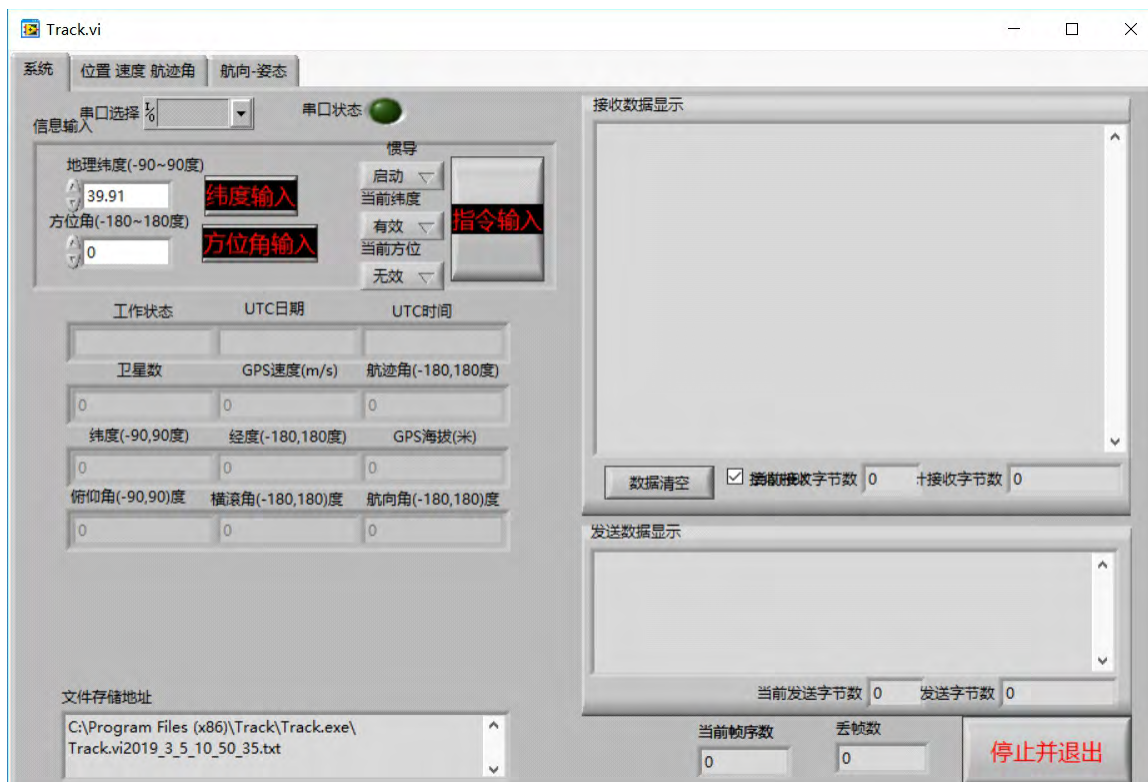 Track.vi
系统 位置 速度 航迹角 航向-姿态
串口选择 I/O 串口状态
信息输入
地理纬度(-90~90度)
39.91
纬度输入
方位角(-180~180度)
0
方位角输入
惯导
启动
当前纬度
有效
当前方位
无效
指令输入
工作状态 UTC日期 UTC时间
卫星数 GPS速度(m/s) 航迹角(-180,180度)
0 0 0
纬度(-90,90度) 经度(-180,180度) GPS海拔(米)
0 0 0
俯仰角(-90,90)度 横滚角(-180,180)度 航向角(-180,180)度
0 0 0
文件存储地址
C:\Program Files (x86)\Track\Track.exe\
Track.vi2019_3_5_10_50_35.txt
接收数据显示
数据清空 接收字节数 0 计接收字节数 0
发送数据显示
当前发送字节数 0 发送字节数 0
当前帧序数 丢帧数
0 0
停止并退出